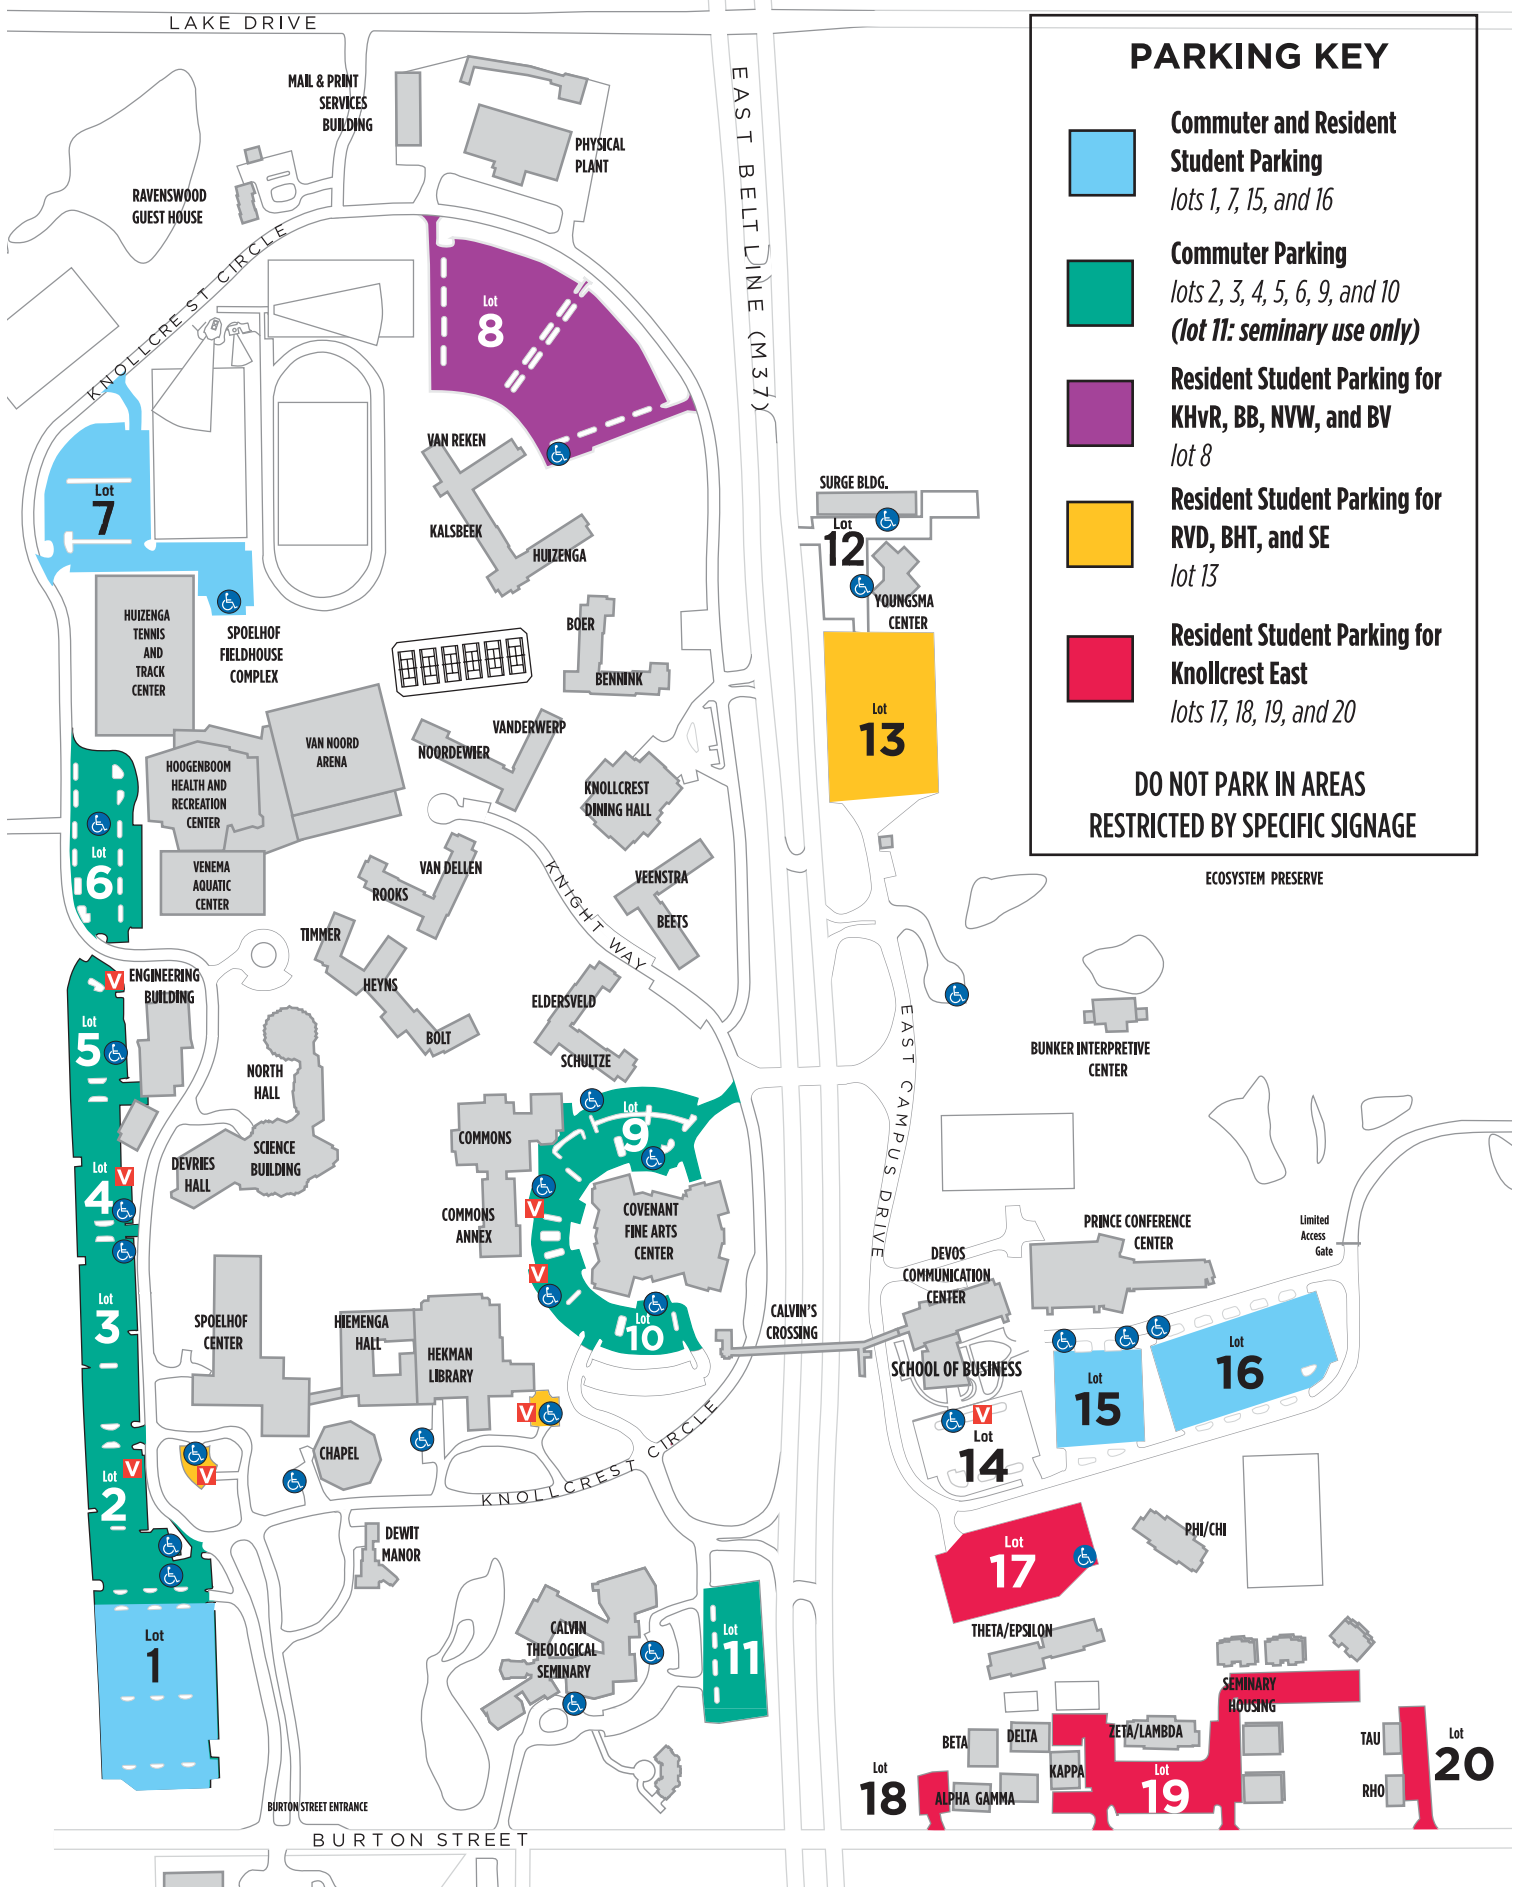 LAKE DRIVE
MAIL & PRINT
SERVICES
BUILDING
PHYSICAL
PLANT
RAVENSWOOD
GUEST HOUSE
KNOLLCREST CIRCLE
EAST BELTLINE (M37)
PARKING KEY
Commuter and Resident
Student Parking
lots 1, 7, 15, and 16
Commuter Parking
lots 2, 3, 4, 5, 6, 9, and 10
(lot 11: seminary use only)
Resident Student Parking for
KHvR, BB, NVW, and BV
lot 8
Resident Student Parking for
RVD, BHT, and SE
lot 13
Resident Student Parking for
Knollcrest East
lots 17, 18, 19, and 20
DO NOT PARK IN AREAS
RESTRICTED BY SPECIFIC SIGNAGE
ECOSYSTEM PRESERVE
Lot
8
Lot
7
VAN REKEN
KALSBEEK
HUIZENGA
SURGE BLDG.
Lot
12
YOUNGSMA
CENTER
HUIZENGA
TENNIS
AND
TRACK
CENTER
SPOELHOF
FIELDHOUSE
COMPLEX
BOER
BENNINK
Lot
13
VANDERWERP
NOORDEWIER
VAN NOORD
ARENA
HOOGENBOOM
HEALTH AND
RECREATION
CENTER
KNOLLCREST
DINING HALL
Lot
6
VENEMA
AQUATIC
CENTER
VAN DELLEN
ROOKS
KNIGHT WAY
VEENSTRA
BEETS
TIMMER
HEYNS
BOLT
ELDERSVELD
SCHULTZE
V
ENGINEERING
BUILDING
Lot
5
NORTH
HALL
EAST CAMPUS DRIVE
BUNKER INTERPRETIVE
CENTER
COMMONS
Lot
9
SCIENCE
BUILDING
DEVRIES
HALL
Lot
4
V
COMMONS
ANNEX
V
COVENANT
FINE ARTS
CENTER
V
PRINCE CONFERENCE
CENTER
Limited
Access
Gate
DEVOS
COMMUNICATION
CENTER
Lot
3
SPOELHOF
CENTER
HIEMENGA
HALL
HEKMAN
LIBRARY
Lot
10
CALVIN'S
CROSSING
SCHOOL OF BUSINESS
Lot
15
Lot
16
V
V
Lot
14
CHAPEL
KNOLLCREST CIRCLE
V
V
Lot
2
DEWIT
MANOR
Lot
17
PHI/CHI
THETA/EPSILON
Lot
1
CALVIN
THEOLOGICAL
SEMINARY
Lot
11
SEMINARY
HOUSING
BETA
DELTA
ZETA/LAMBDA
KAPPA
TAU
Lot
20
Lot
18
ALPHA GAMMA
Lot
19
RHO
BURTON STREET ENTRANCE
BURTON STREET